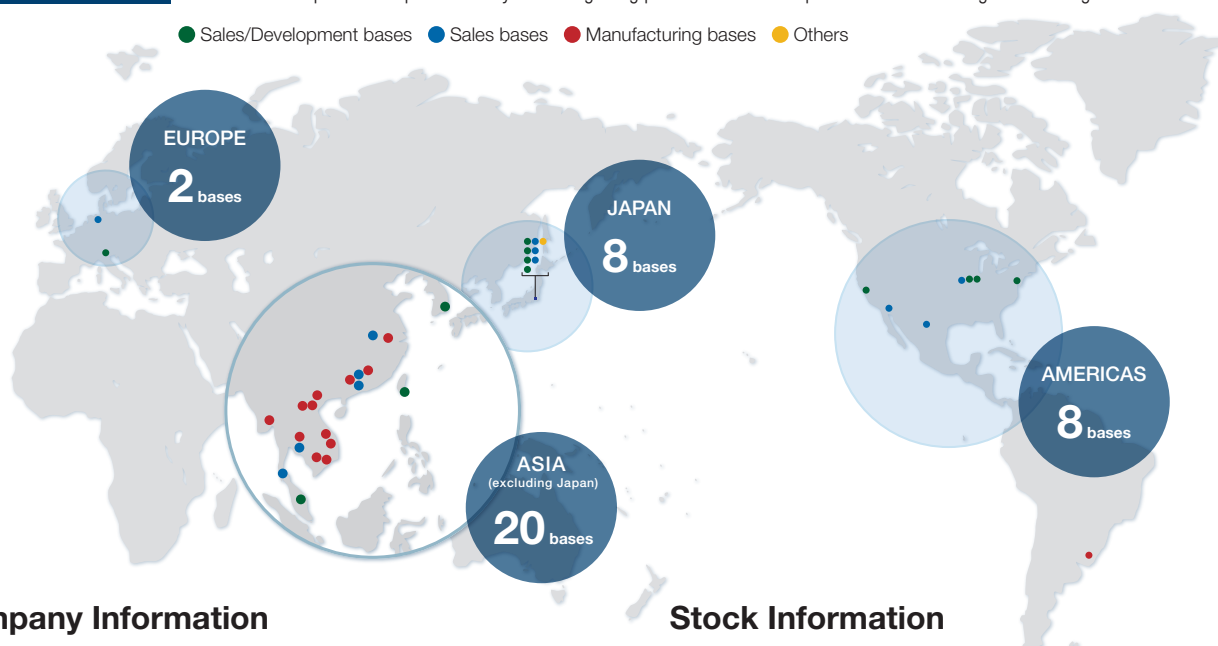 Sales/Development bases Sales bases Manufacturing bases Others
EUROPE
2 bases
JAPAN
8 bases
AMERICAS
8 bases
ASIA
(excluding Japan)
20 bases
Information
Stock Information